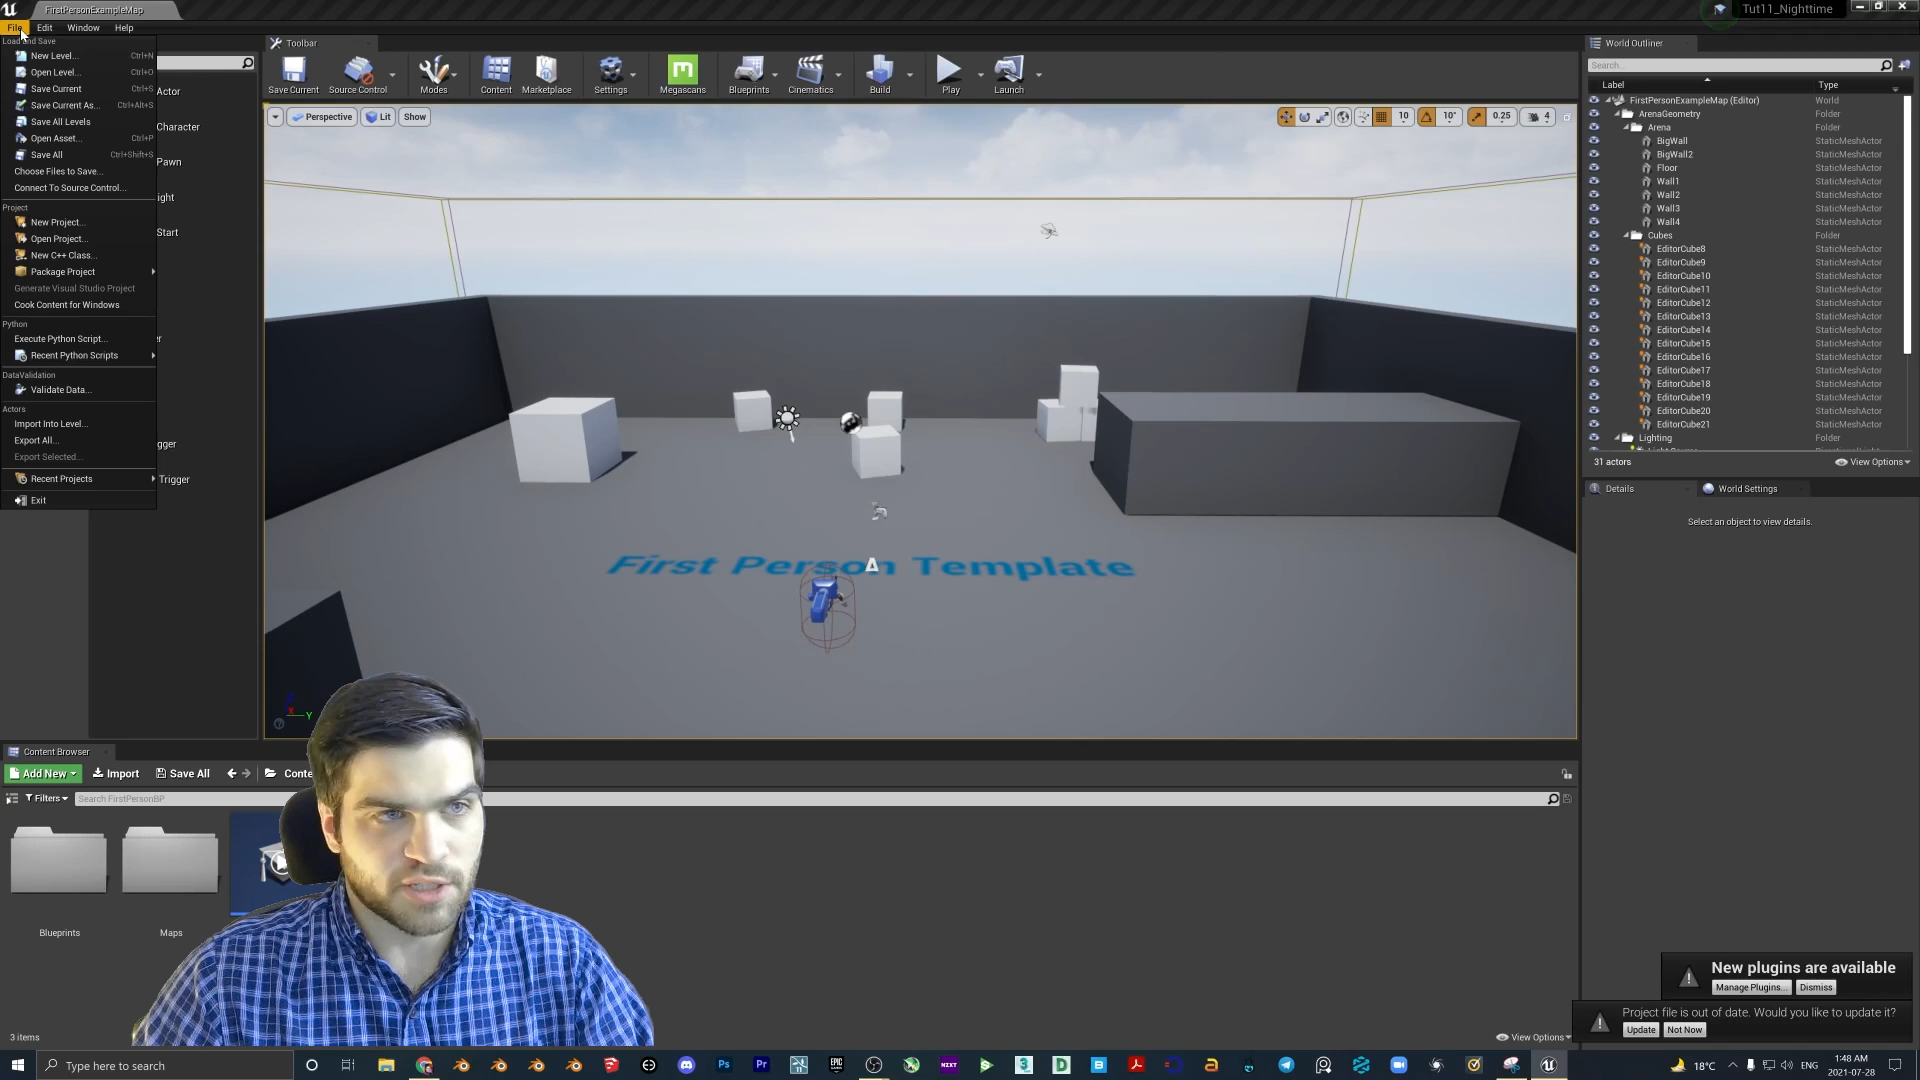 FirstPersonExampleMap
Tut11_Nighttime
File Edit Window Help
Load and Save
New Level... Ctrl+N
Open Level... Ctrl+O
Save Current Ctrl+S
Save Current As... Ctrl+Alt+S
Save All Levels
Open Asset... Ctrl+P
Save All Ctrl+Shift+S
Choose Files to Save...
Connect To Source Control...
Project
New Project...
Open Project...
New C++ Class...
Package Project
Generate Visual Studio Project
Cook Content for Windows
Python
Execute Python Script...
Recent Python Scripts
DataValidation
Validate Data...
Actors
Import Into Level...
Export All...
Export Selected...
Recent Projects
Exit
Actor
Character
Pawn
ight
Start
er
gger
Trigger
Toolbar
Save Current Source Control Modes Content Marketplace Settings Megascans Blueprints Cinematics Build Play Launch
Perspective Lit Show
10 10° 0.25 4
First Person Template
World Outliner
Search...
Label Type
FirstPersonExampleMap (Editor) World
ArenaGeometry Folder
Arena Folder
BigWall StaticMeshActor
BigWall2 StaticMeshActor
Floor StaticMeshActor
Wall1 StaticMeshActor
Wall2 StaticMeshActor
Wall3 StaticMeshActor
Wall4 StaticMeshActor
Cubes Folder
EditorCube8 StaticMeshActor
EditorCube9 StaticMeshActor
EditorCube10 StaticMeshActor
EditorCube11 StaticMeshActor
EditorCube12 StaticMeshActor
EditorCube13 StaticMeshActor
EditorCube14 StaticMeshActor
EditorCube15 StaticMeshActor
EditorCube16 StaticMeshActor
EditorCube17 StaticMeshActor
EditorCube18 StaticMeshActor
EditorCube19 StaticMeshActor
EditorCube20 StaticMeshActor
EditorCube21 StaticMeshActor
Lighting Folder
31 actors View Options
Details World Settings
Select an object to view details.
X Y
Content Browser
Add New Import Save All Conte
Filters Search FirstPersonBP
Blueprints Maps
3 items View Options
New plugins are available
Manage Plugins... Dismiss
Project file is out of date. Would you like to update it?
Update Not Now
Type here to search
18°C ENG
1:48 AM
2021-07-28